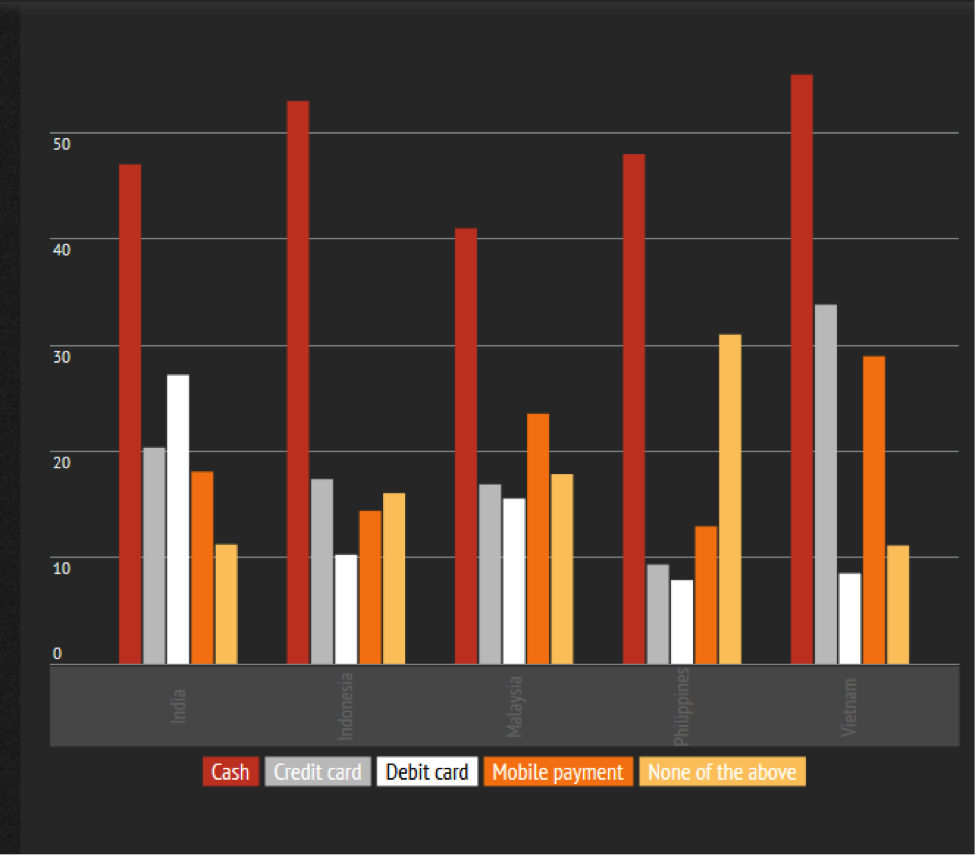 50
40
30
20
10
0
India
Indonesia
Malaysia
Philippines
Vietnam
Cash Credit card Debit card Mobile payment None of the above